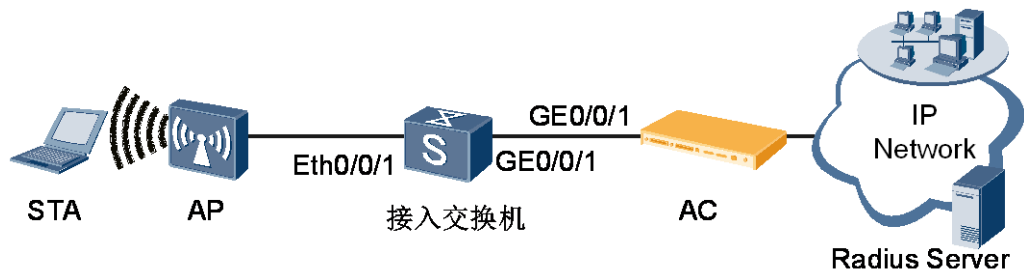 GE0/0/1
IP
Network
Eth0/0/1
S
GE0/0/1
STA
AP
接入交换机
AC
Radius Server